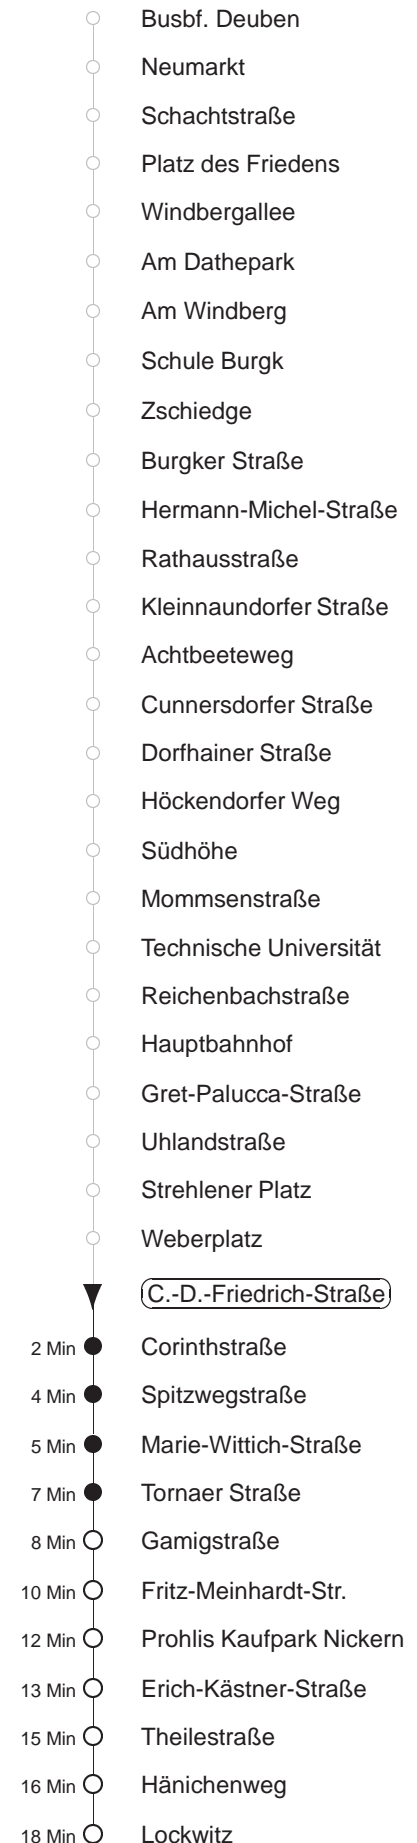 Busbf. Deuben
Neumarkt
Schachtstraße
Platz des Friedens
Windbergallee
Am Dathepark
Am Windberg
Schule Burgk
Zschiedge
Burgker Straße
Hermann-Michel-Straße
Rathausstraße
Kleinnaundorfer Straße
Achtbeeteweg
Cunnersdorfer Straße
Dorfhainer Straße
Höckendorfer Weg
Südhöhe
Mommsenstraße
Technische Universität
Reichenbachstraße
Hauptbahnhof
Gret-Palucca-Straße
Uhlandstraße
Strehlener Platz
Weberplatz
C.-D.-Friedrich-Straße
2 Min Corinthstraße
4 Min Spitzwegstraße
5 Min Marie-Wittich-Straße
7 Min Tornaer Straße
8 Min Gamigstraße
10 Min Fritz-Meinhardt-Str.
12 Min Prohlis Kaufpark Nickern
13 Min Erich-Kästner-Straße
15 Min Theilestraße
16 Min Hänichenweg
18 Min Lockwitz